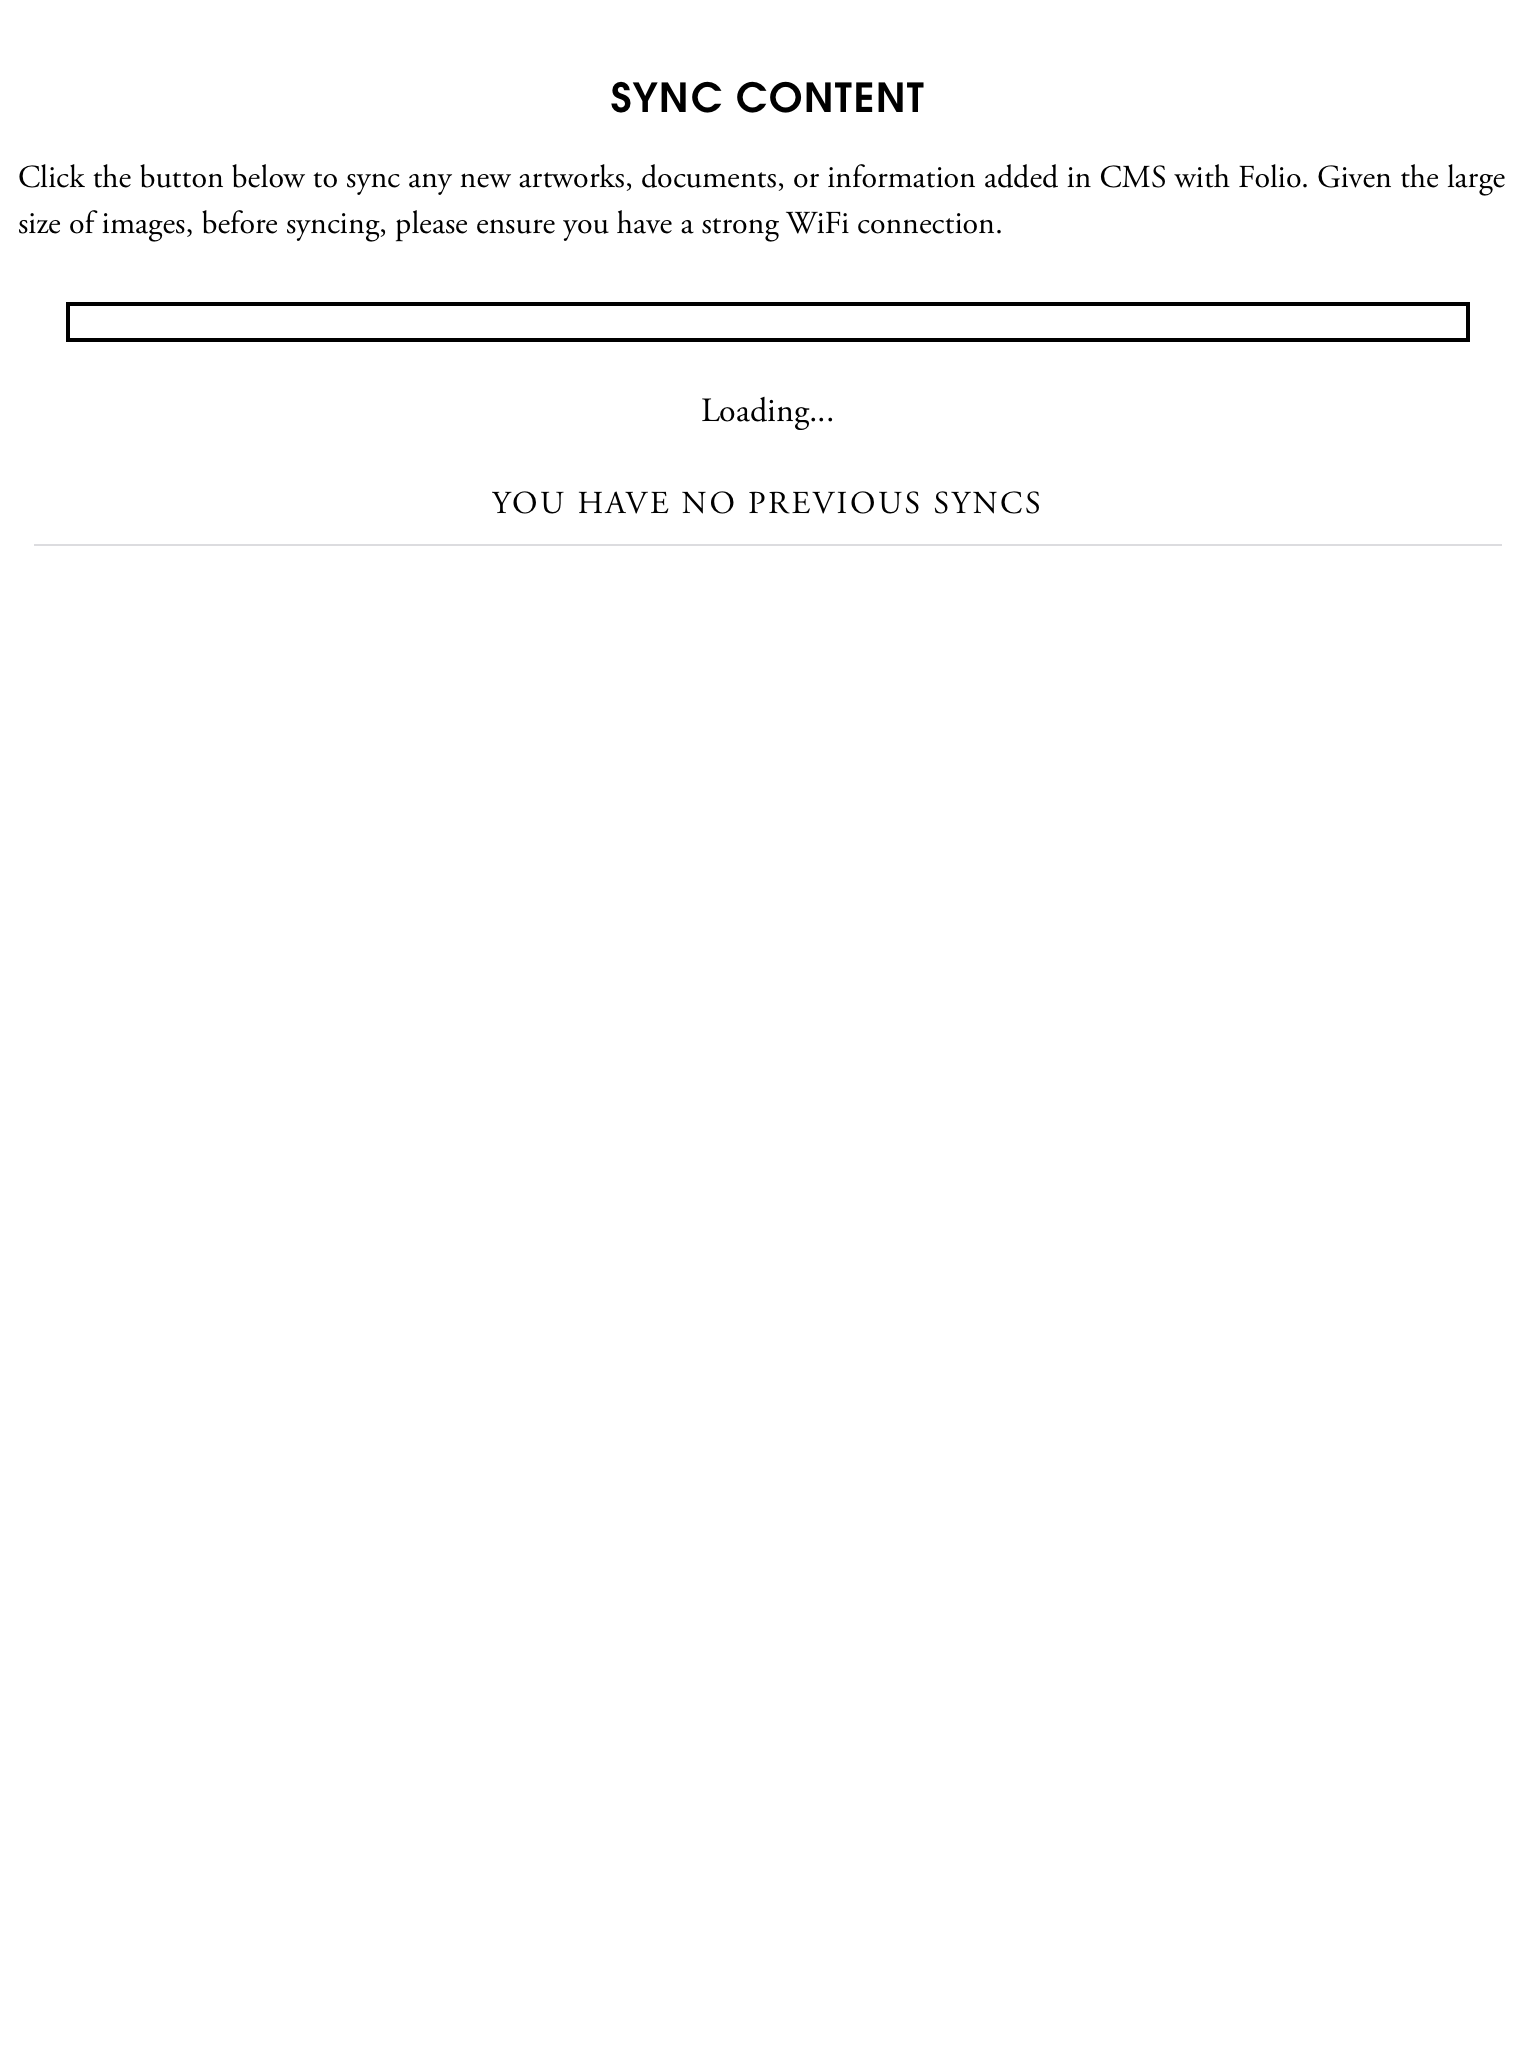 SYNC CONTENT
Click the button below to sync any new artworks, documents, or information added in CMS with Folio. Given the large
size of images, before syncing, please ensure you have a strong WiFi connection.
Loading...
YOU HAVE NO PREVIOUS SYNCS